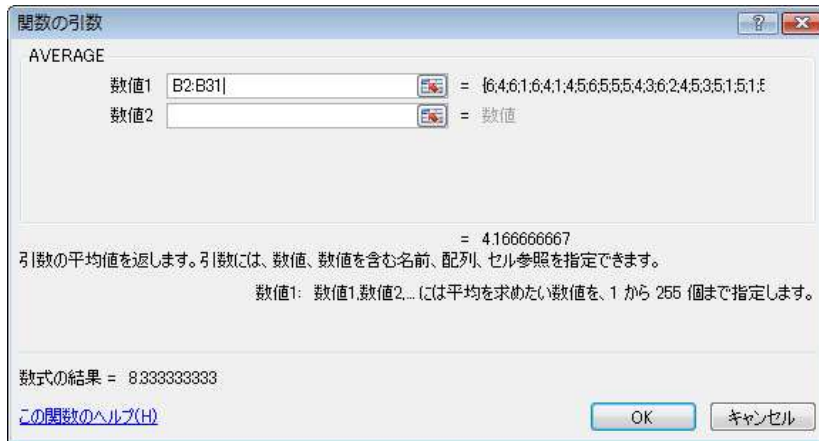 関数の引数
AVERAGE
数値1 B2:B31 = {6;4;6;1;6;4;1;4;5;6;5;5;5;4;3;6;2;4;5;3;5;1;5;1;5
数値2 = 数値
= 4.166666667
引数の平均値を返します。引数には、数値、数値を含む名前、配列、セル参照を指定できます。
数値1: 数値1,数値2,... には平均を求めたい数値を、1 から 255 個まで指定します。
数式の結果 = 8.333333333
この関数のヘルプ(H)
OK キャンセル